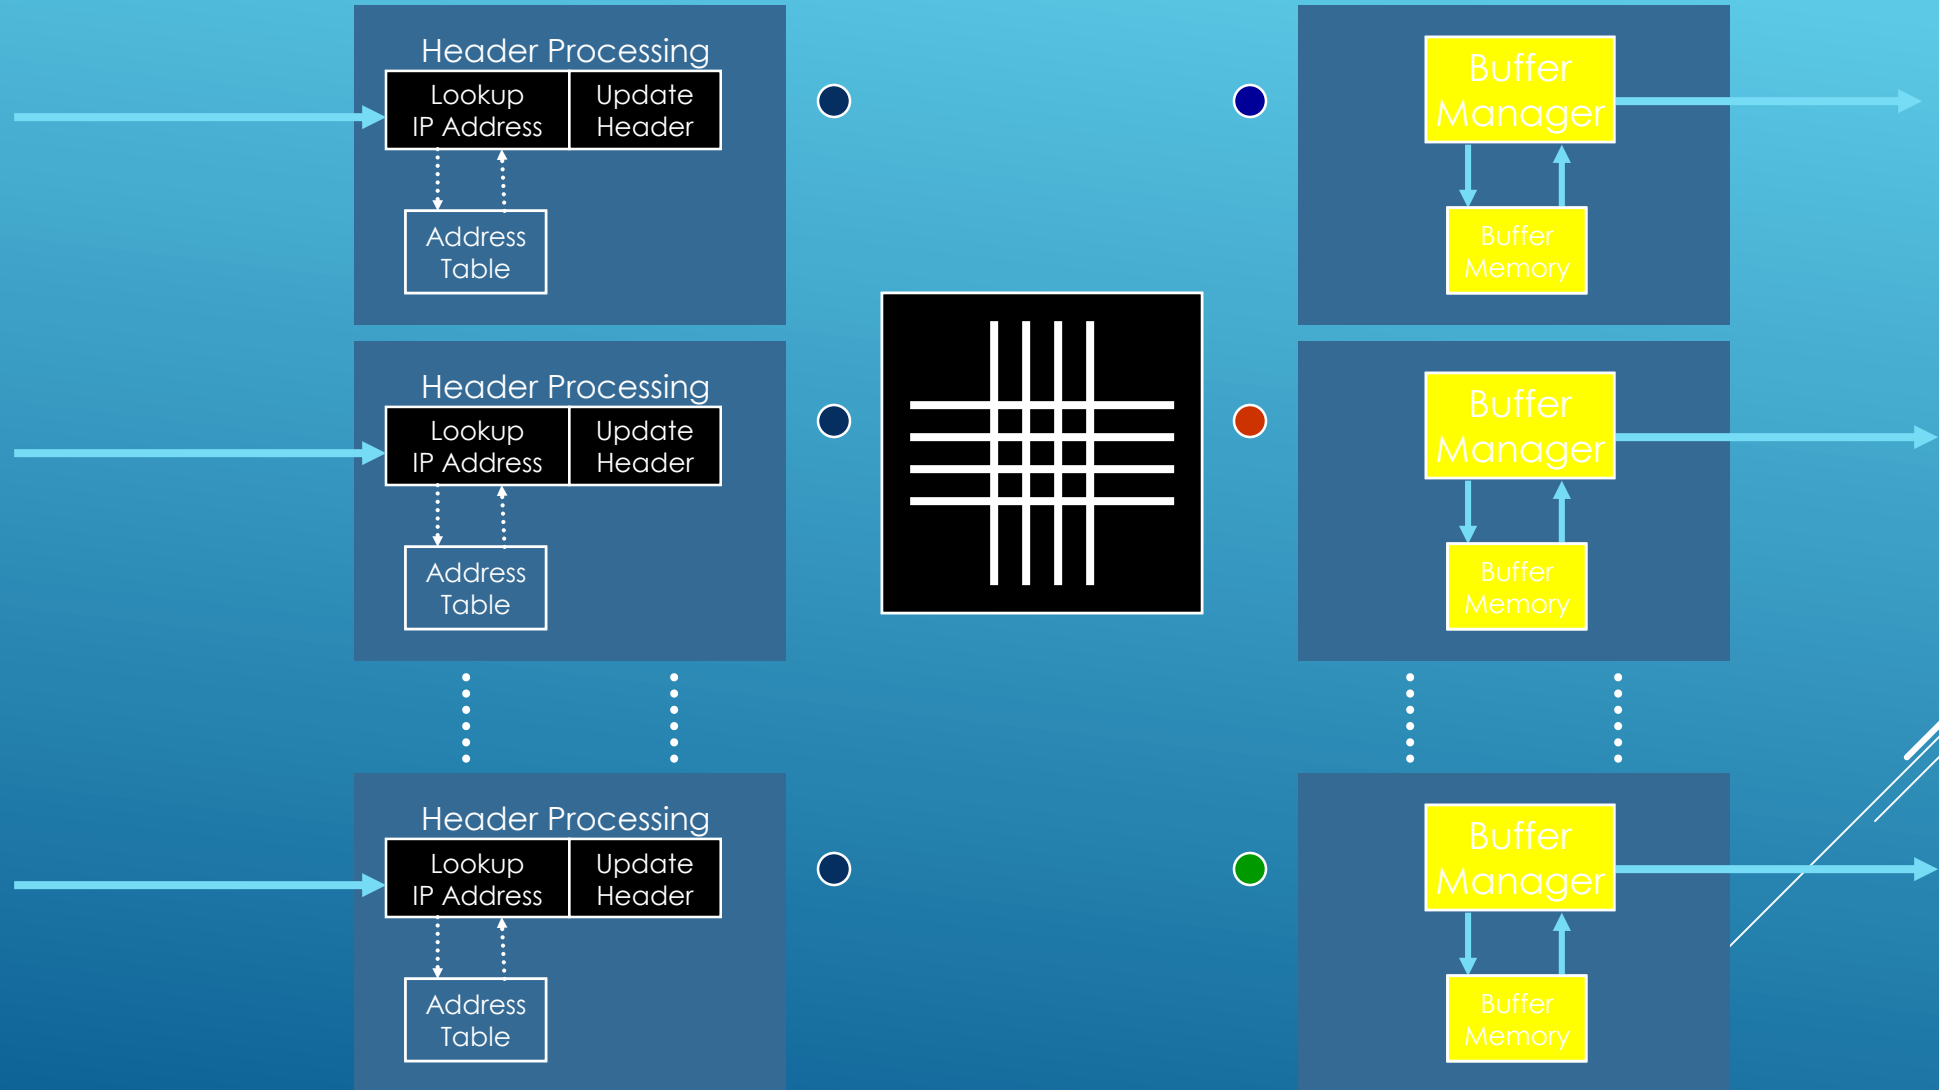 Header Processing
Lookup
IP Address
Update
Header
Address
Table
Buffer
Manager
Buffer
Memory
Header Processing
Lookup
IP Address
Update
Header
Address
Table
Buffer
Manager
Buffer
Memory
Header Processing
Lookup
IP Address
Update
Header
Address
Table
Buffer
Manager
Buffer
Memory